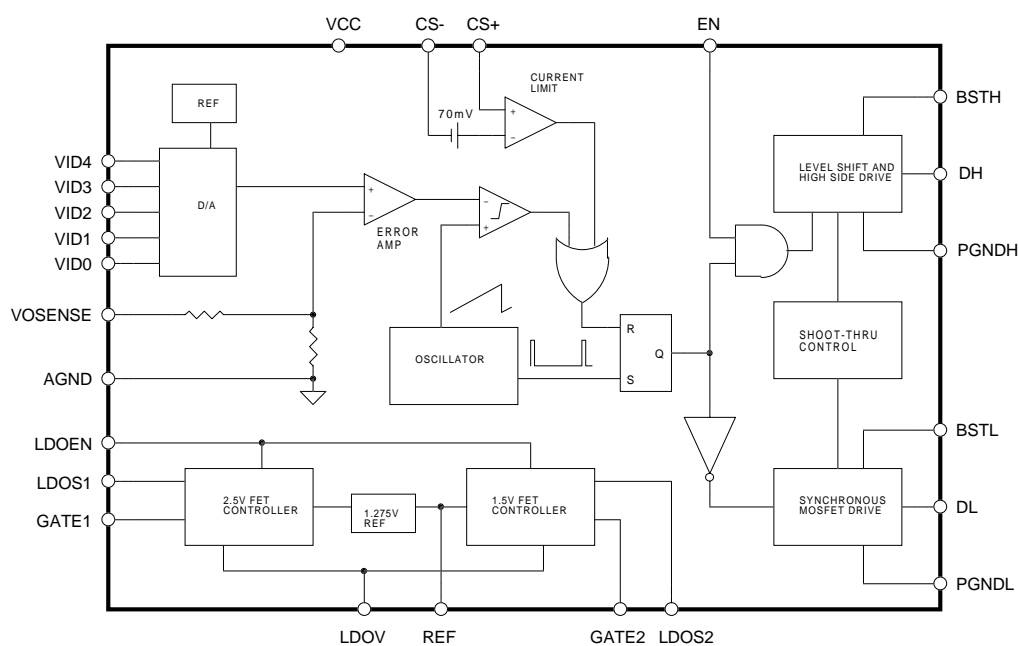 VCC
CS-
CS+
EN
CURRENT
LIMIT
REF
70mV
+
−
BSTH
VID4
VID3
VID2
VID1
VID0
D/A
+
−
ERROR
AMP
−
+
LEVEL SHIFT AND
HIGH SIDE DRIVE
DH
PGNDH
VOSENSE
AGND
OSCILLATOR
R
Q
S
SHOOT-THRU
CONTROL
LDOEN
LDOS1
GATE1
2.5V FET
CONTROLLER
1.275V
REF
1.5V FET
CONTROLLER
BSTL
SYNCHRONOUS
MOSFET DRIVE
DL
PGNDL
LDOV
REF
GATE2
LDOS2